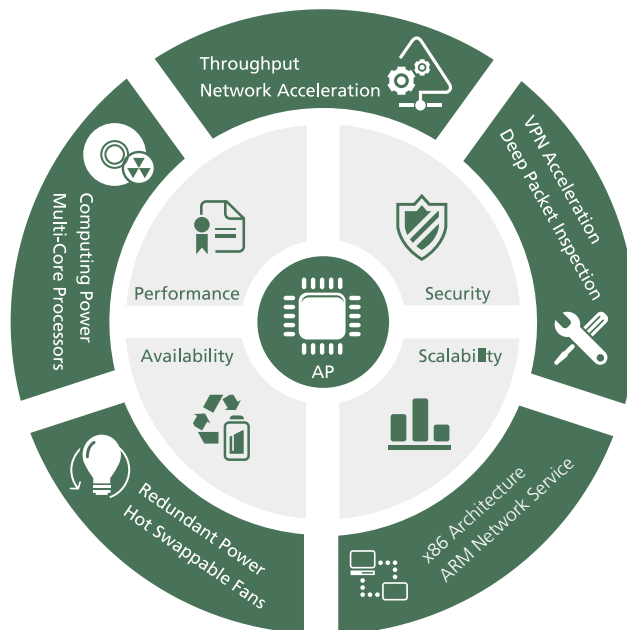 Throughput
Network Acceleration
VPN Acceleration
Deep Packet Inspection
Computing Power
Multi-Core Processors
Performance
Security
AP
Availability
Redundant Power
Hot Swappable Fans
x86 Architecture
ARM Network Service